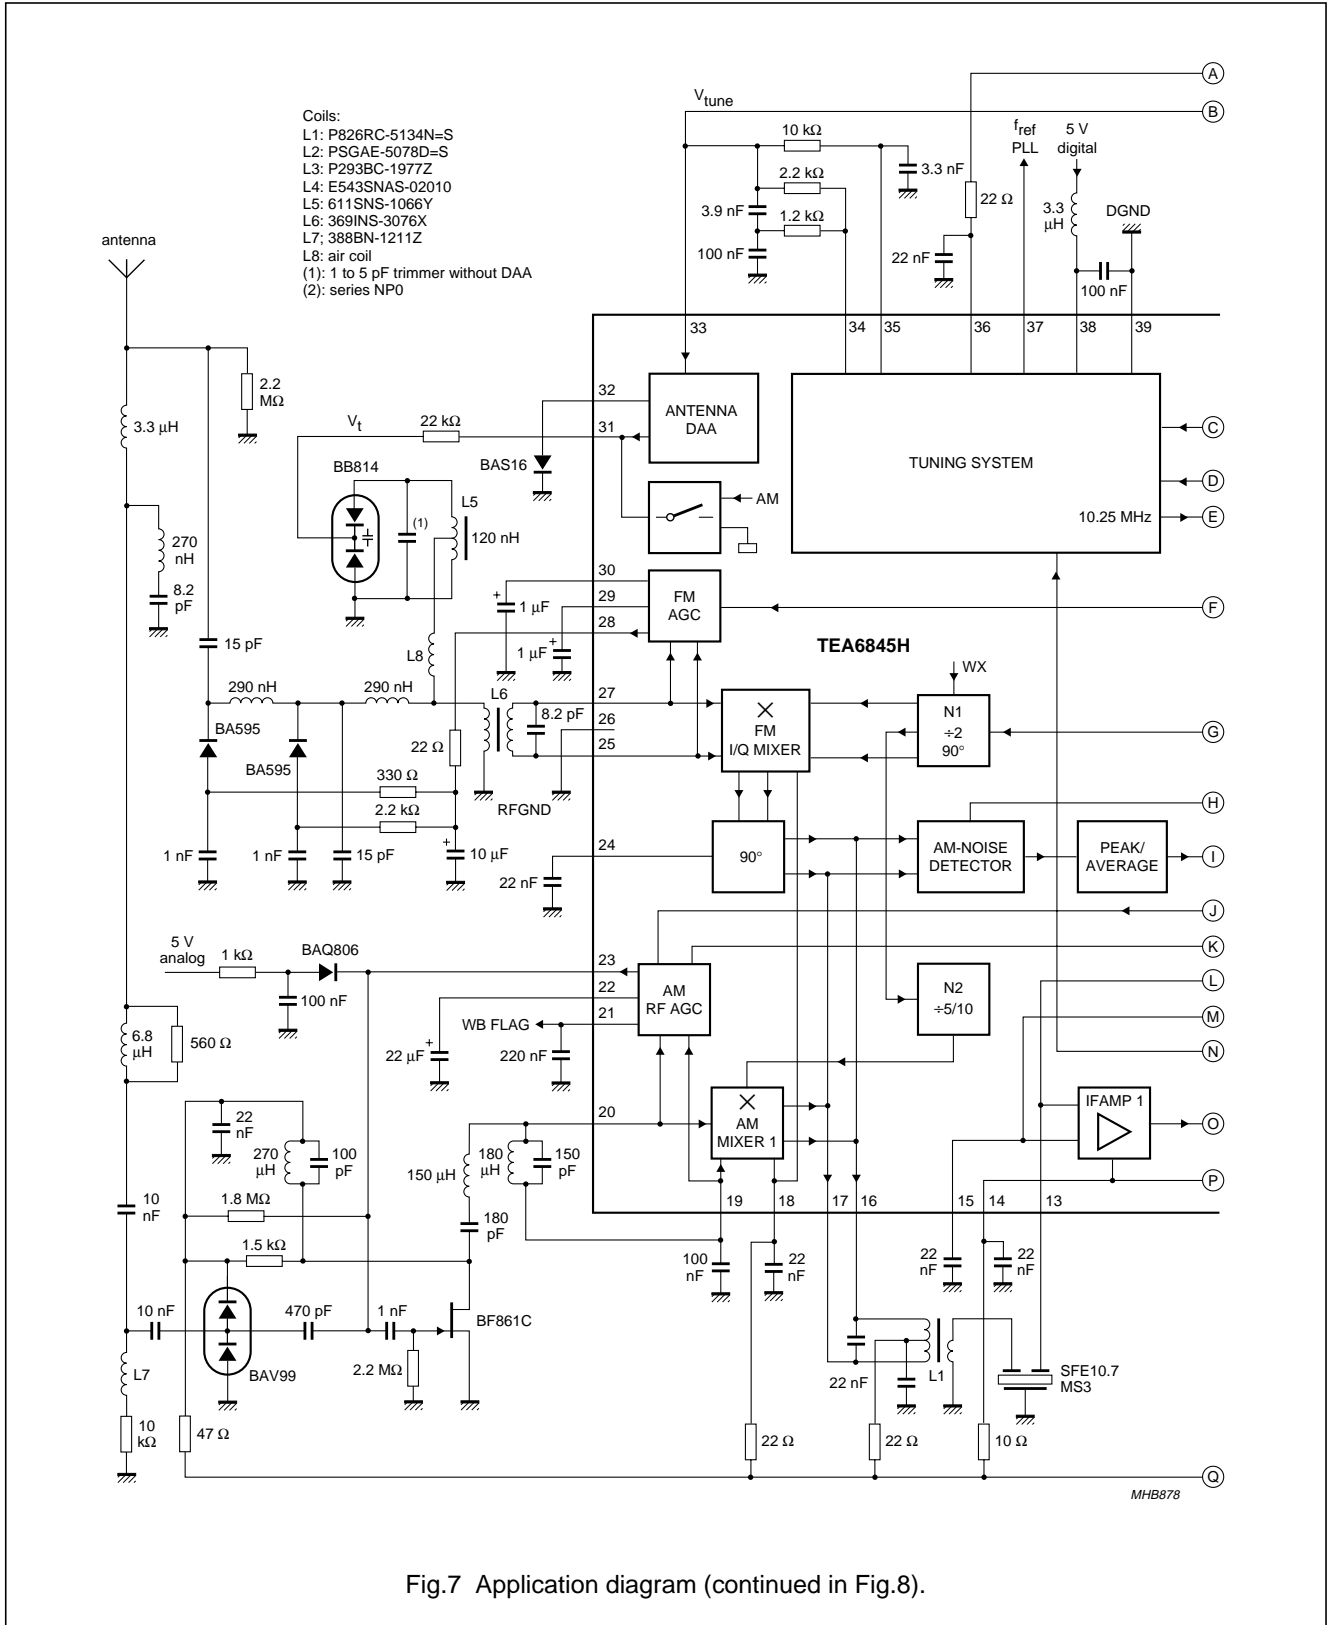 A
V_tune
B
Coils:
L1: P826RC-5134N=S
L2: PSGAE-5078D=S
L3: P293BC-1977Z
L4: E543SNAS-02010
L5: 611SNS-1066Y
L6: 369INS-3076X
L7; 388BN-1211Z
L8: air coil
(1): 1 to 5 pF trimmer without DAA
(2): series NP0
10 kΩ
2.2 kΩ
1.2 kΩ
3.9 nF
100 nF
3.3 nF
22 Ω
22 nF
f_ref
PLL
5 V
digital
3.3
μH
DGND
100 nF
antenna
33
34
35
36
37
38
39
2.2
MΩ
3.3 μH
V_t
22 kΩ
32
31
ANTENNA
DAA
BAS16
TUNING SYSTEM
10.25 MHz
C
D
E
BB814
(1)
L5
120 nH
AM
270
nH
8.2
pF
30
29
28
FM
AGC
F
1 μF
1 μF
TEA6845H
15 pF
L8
290 nH
290 nH
L6
8.2 pF
27
26
25
FM
I/Q MIXER
WX
N1
÷2
90°
G
BA595
BA595
22 Ω
330 Ω
2.2 kΩ
RFGND
H
1 nF
1 nF
15 pF
10 μF
24
22 nF
90°
AM-NOISE
DETECTOR
PEAK/
AVERAGE
I
J
5 V
analog
1 kΩ
BAQ806
100 nF
23
22
21
AM
RF AGC
K
WB FLAG
22 μF
220 nF
N2
÷5/10
L
M
N
6.8
μH
560 Ω
22
nF
270
μH
100
pF
20
150 μH
180
μH
150
pF
AM
MIXER 1
IFAMP 1
O
10
nF
1.8 MΩ
1.5 kΩ
180
pF
P
19
18
17
16
15
14
13
100
nF
22
nF
22
nF
22
nF
10 nF
470 pF
1 nF
BF861C
2.2 MΩ
BAV99
L7
10
kΩ
47 Ω
22 nF
L1
SFE10.7
MS3
22 Ω
22 Ω
10 Ω
Q
MHB878
Fig.7 Application diagram (continued in Fig.8).